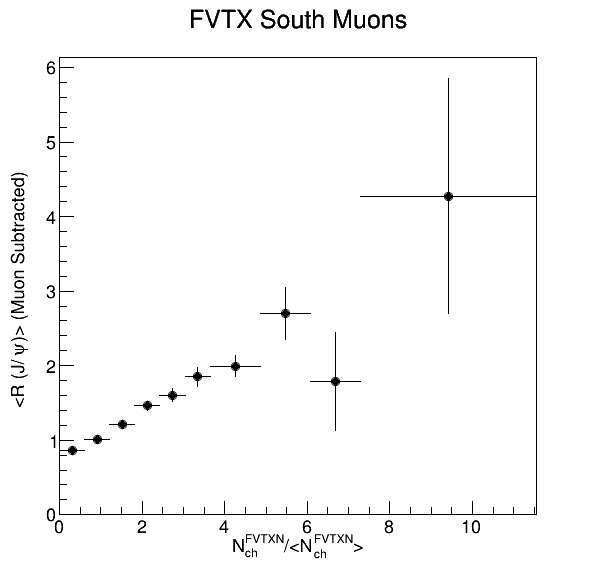 FVTX South Muons
<R (J/ψ)> (Muon Subtracted)
6
5
4
3
2
1
0
0 2 4 6 8 10
N_ch^FVTXN/<N_ch^FVTXN>